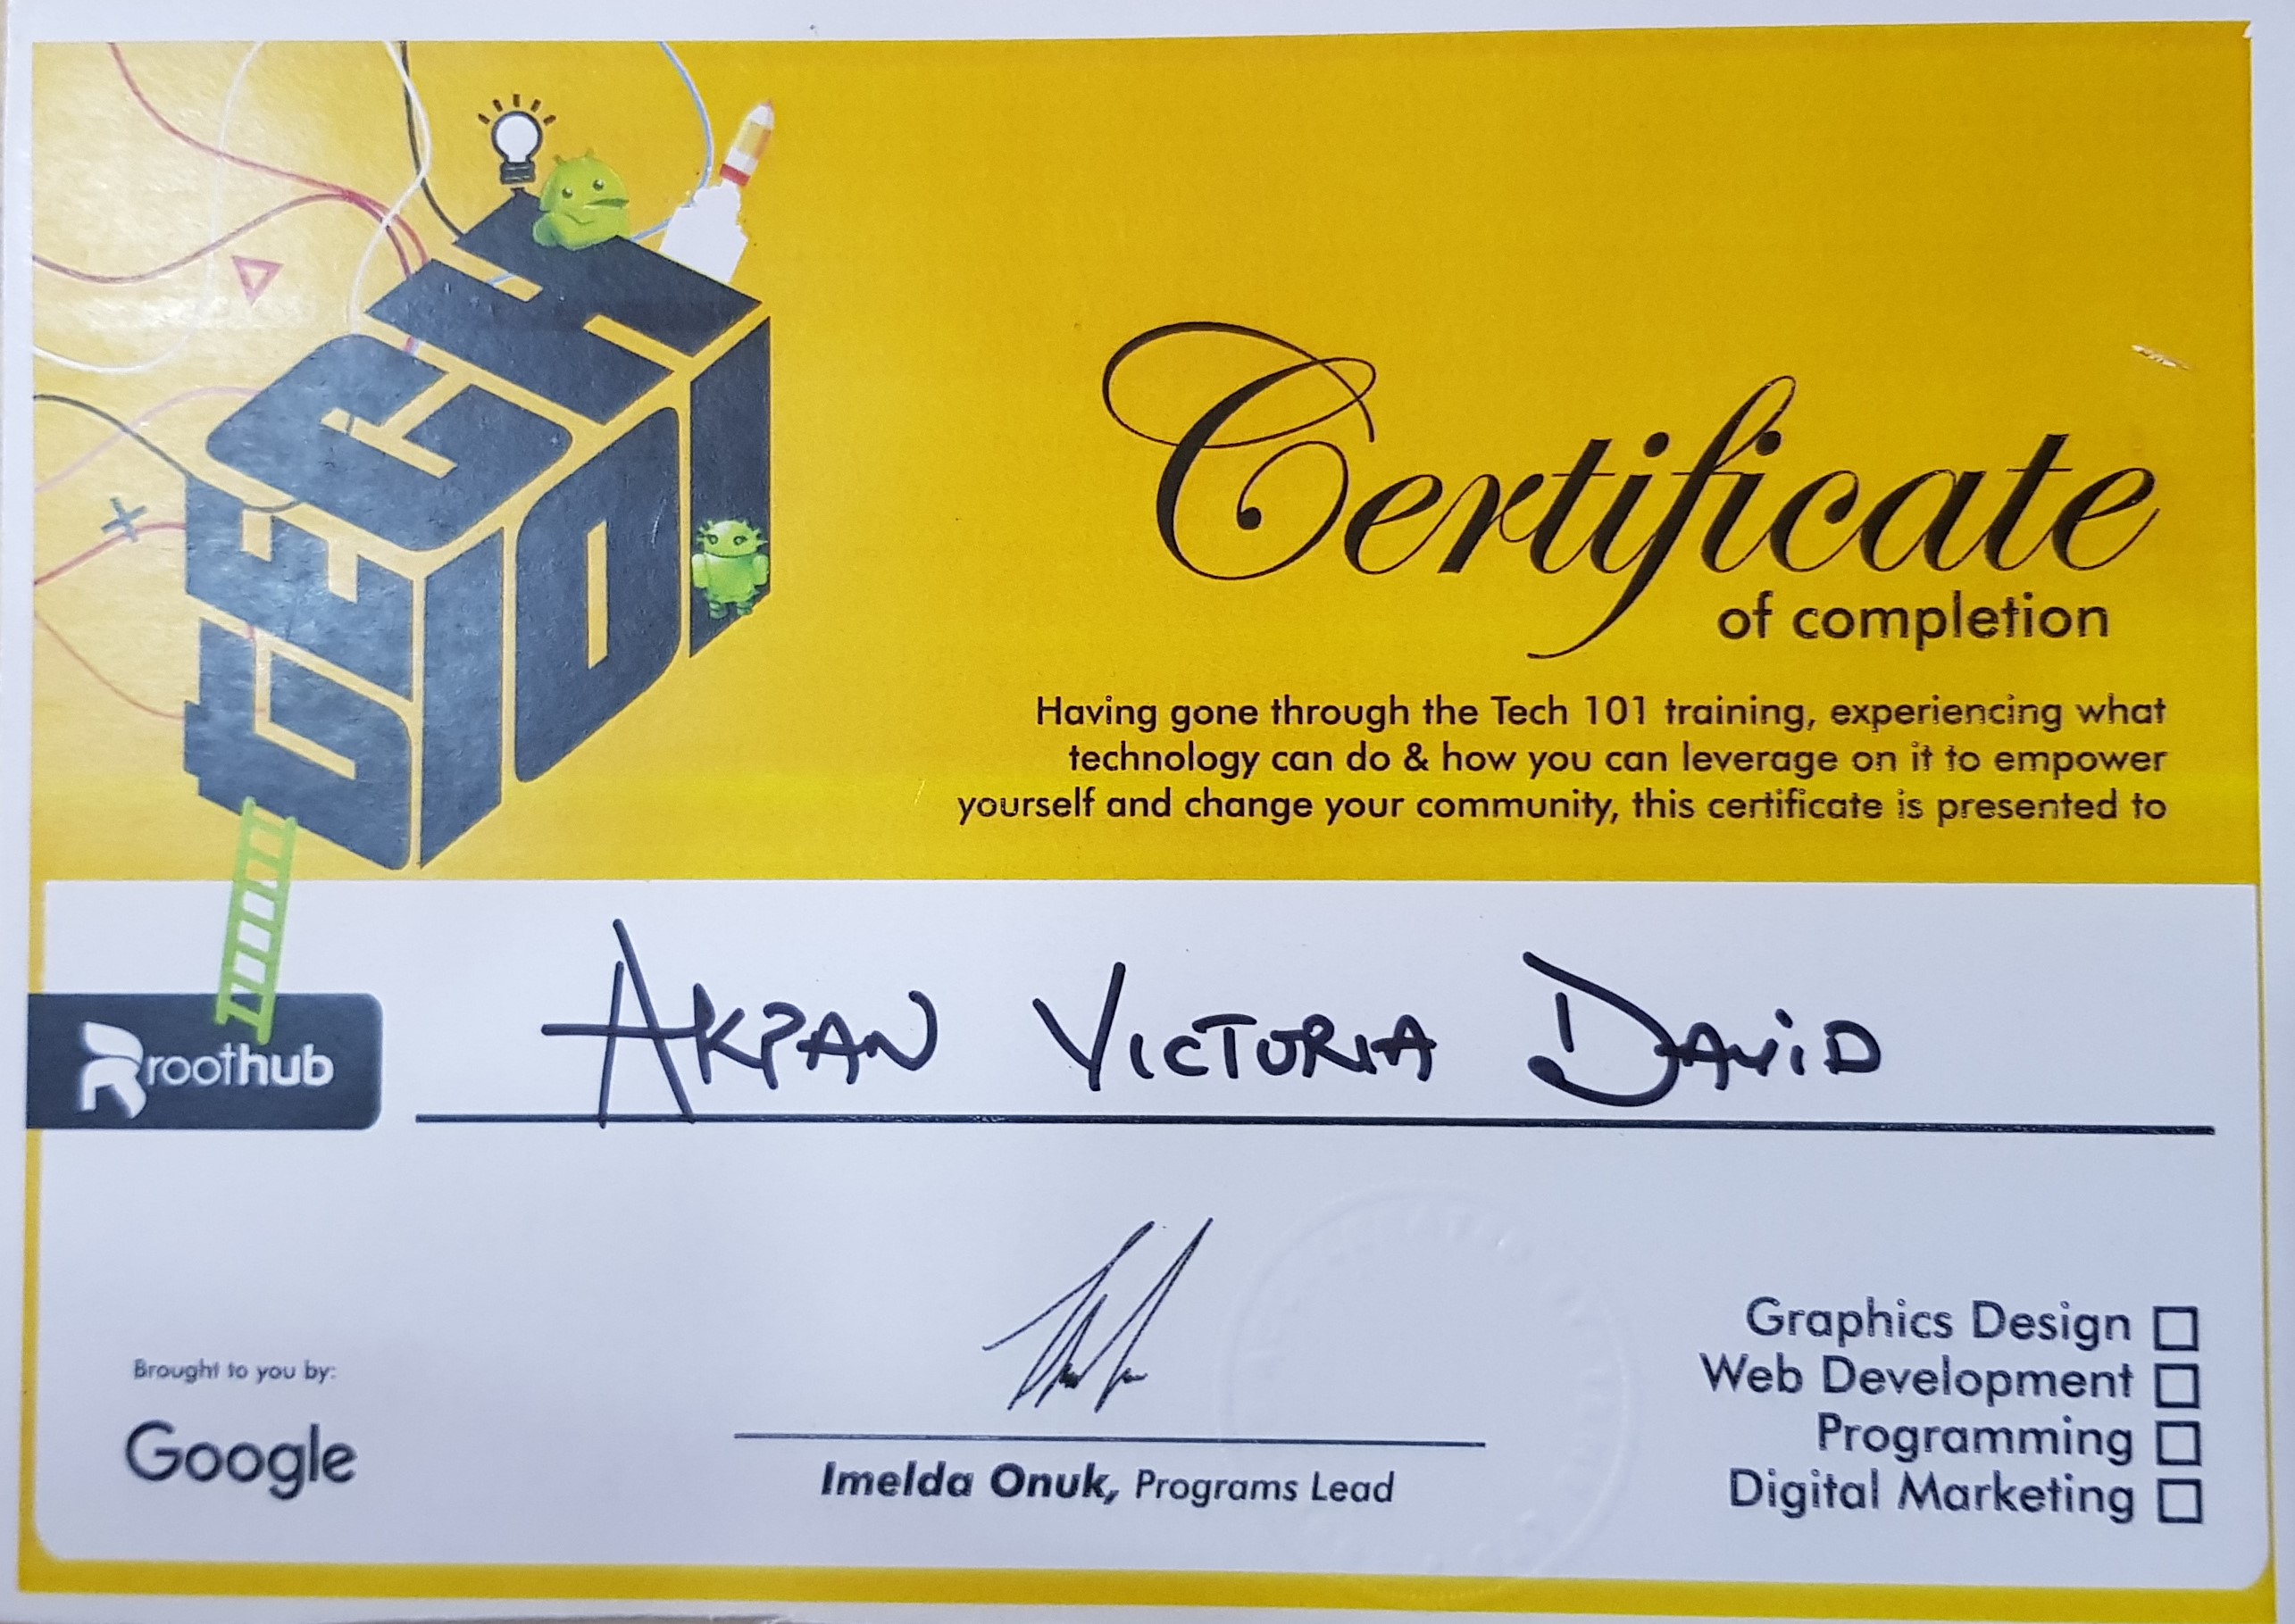 TECH
101
Certificate
of completion
Having gone through the Tech 101 training, experiencing what
technology can do & how you can leverage on it to empower
yourself and change your community, this certificate is presented to
roothub
AKPAN VICTORIA DAVID
Brought to you by:
Google
Imelda Onuk, Programs Lead
Graphics Design
Web Development
Programming
Digital Marketing